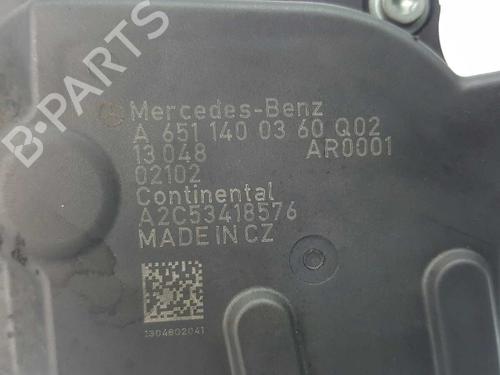 Mercedes-Benz
A 651 140 03 60 Q02
13 048 AR0001
02102
Continental
A2C53418576
MADE IN CZ
1304802041
B PARTS